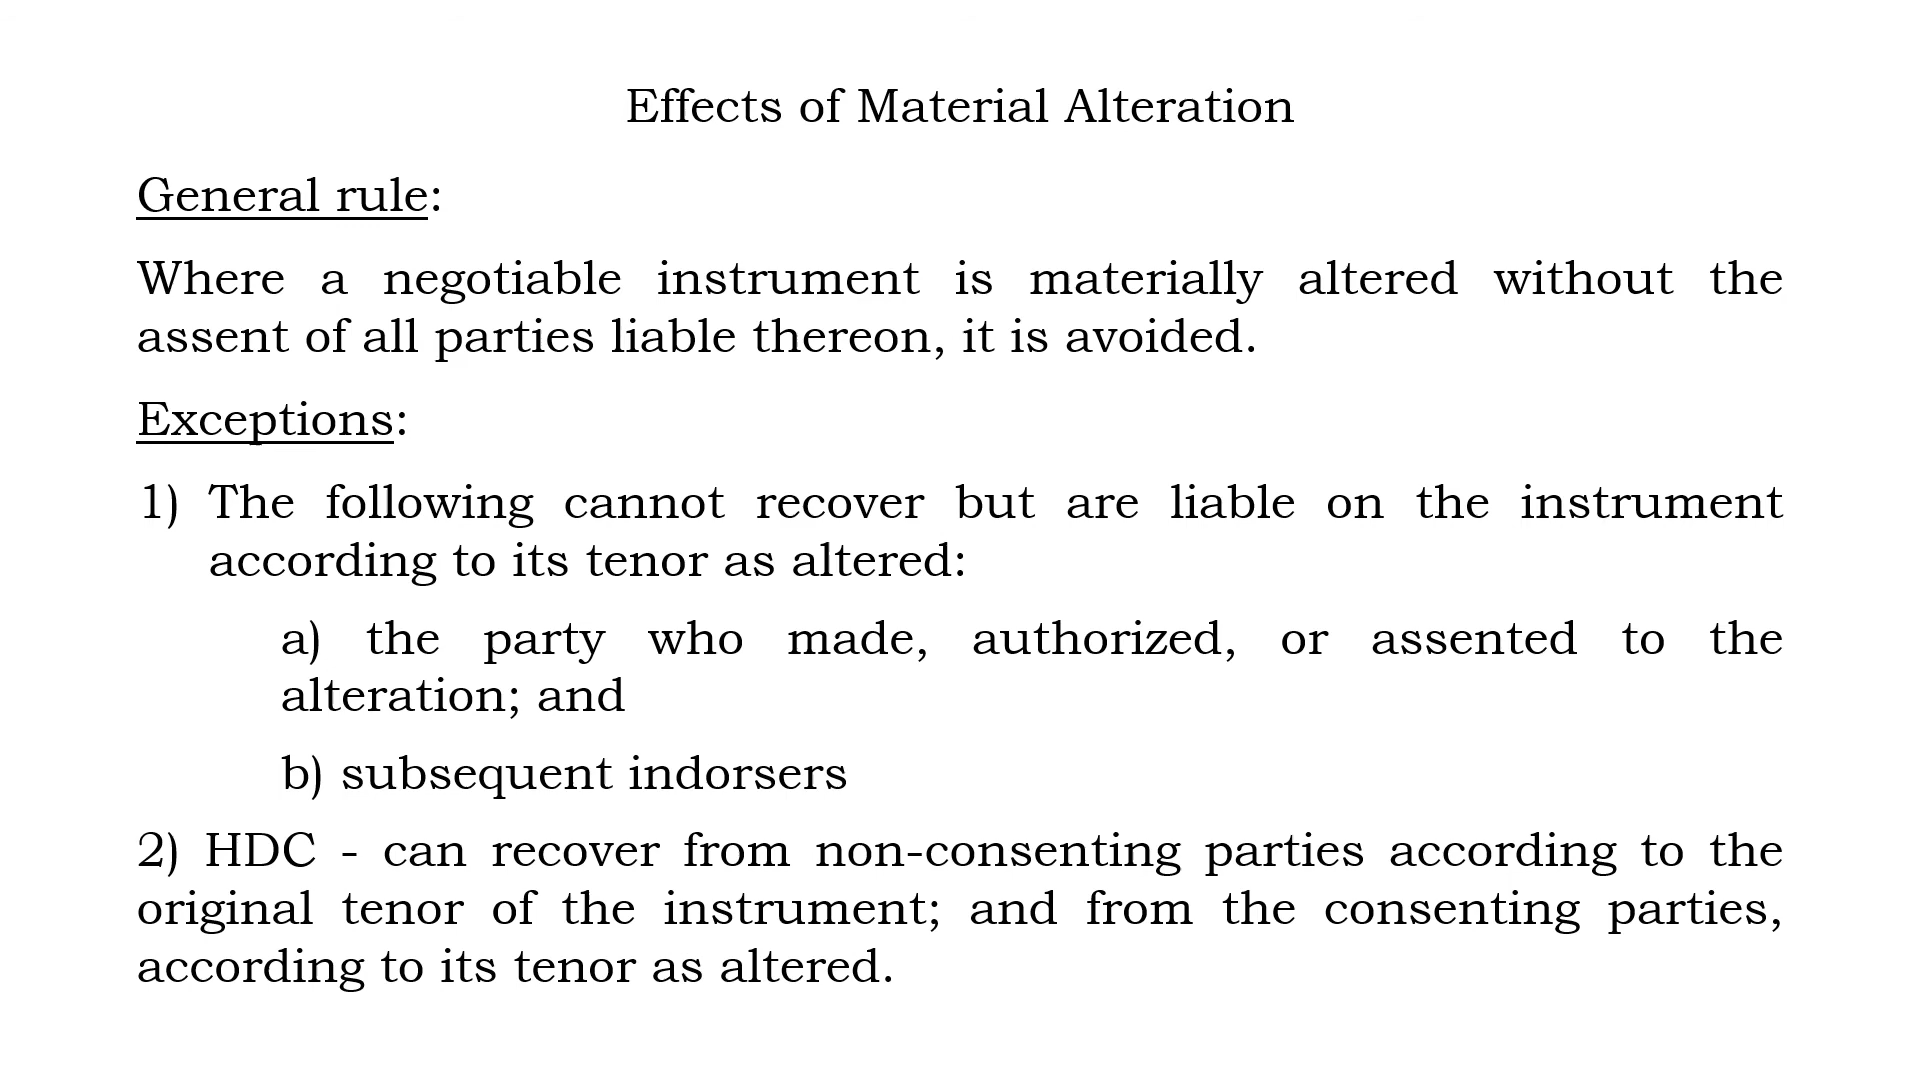 Effects of Material Alteration
General rule:
Where a negotiable instrument is materially altered without the
assent of all parties liable thereon, it is avoided.
Exceptions:
1) The following cannot recover but are liable on the instrument
according to its tenor as altered:
a) the party who made, authorized, or assented to the
alteration; and
b) subsequent indorsers
2) HDC - can recover from non-consenting parties according to the
original tenor of the instrument; and from the consenting parties,
according to its tenor as altered.